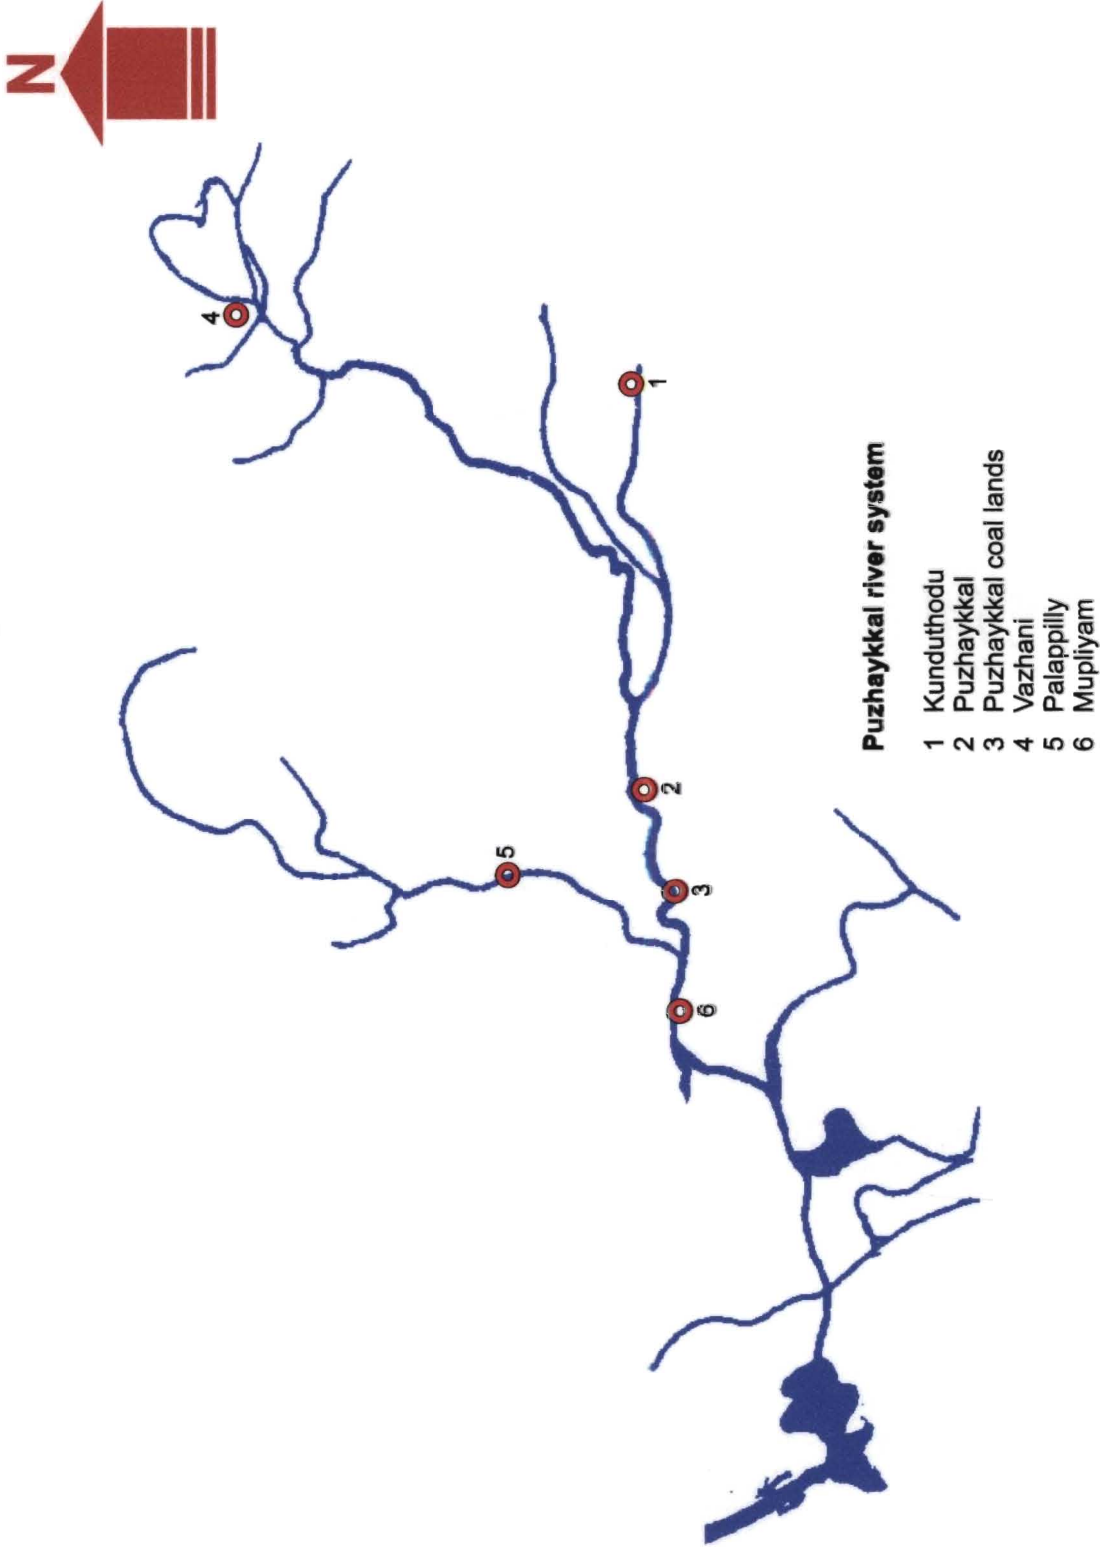 N
4
1
5
2
3
6
Puzhaykkal river system
1 Kunduthodu
2 Puzhaykkal
3 Puzhaykkal coal lands
4 Vazhani
5 Palappilly
6 Mupliyam